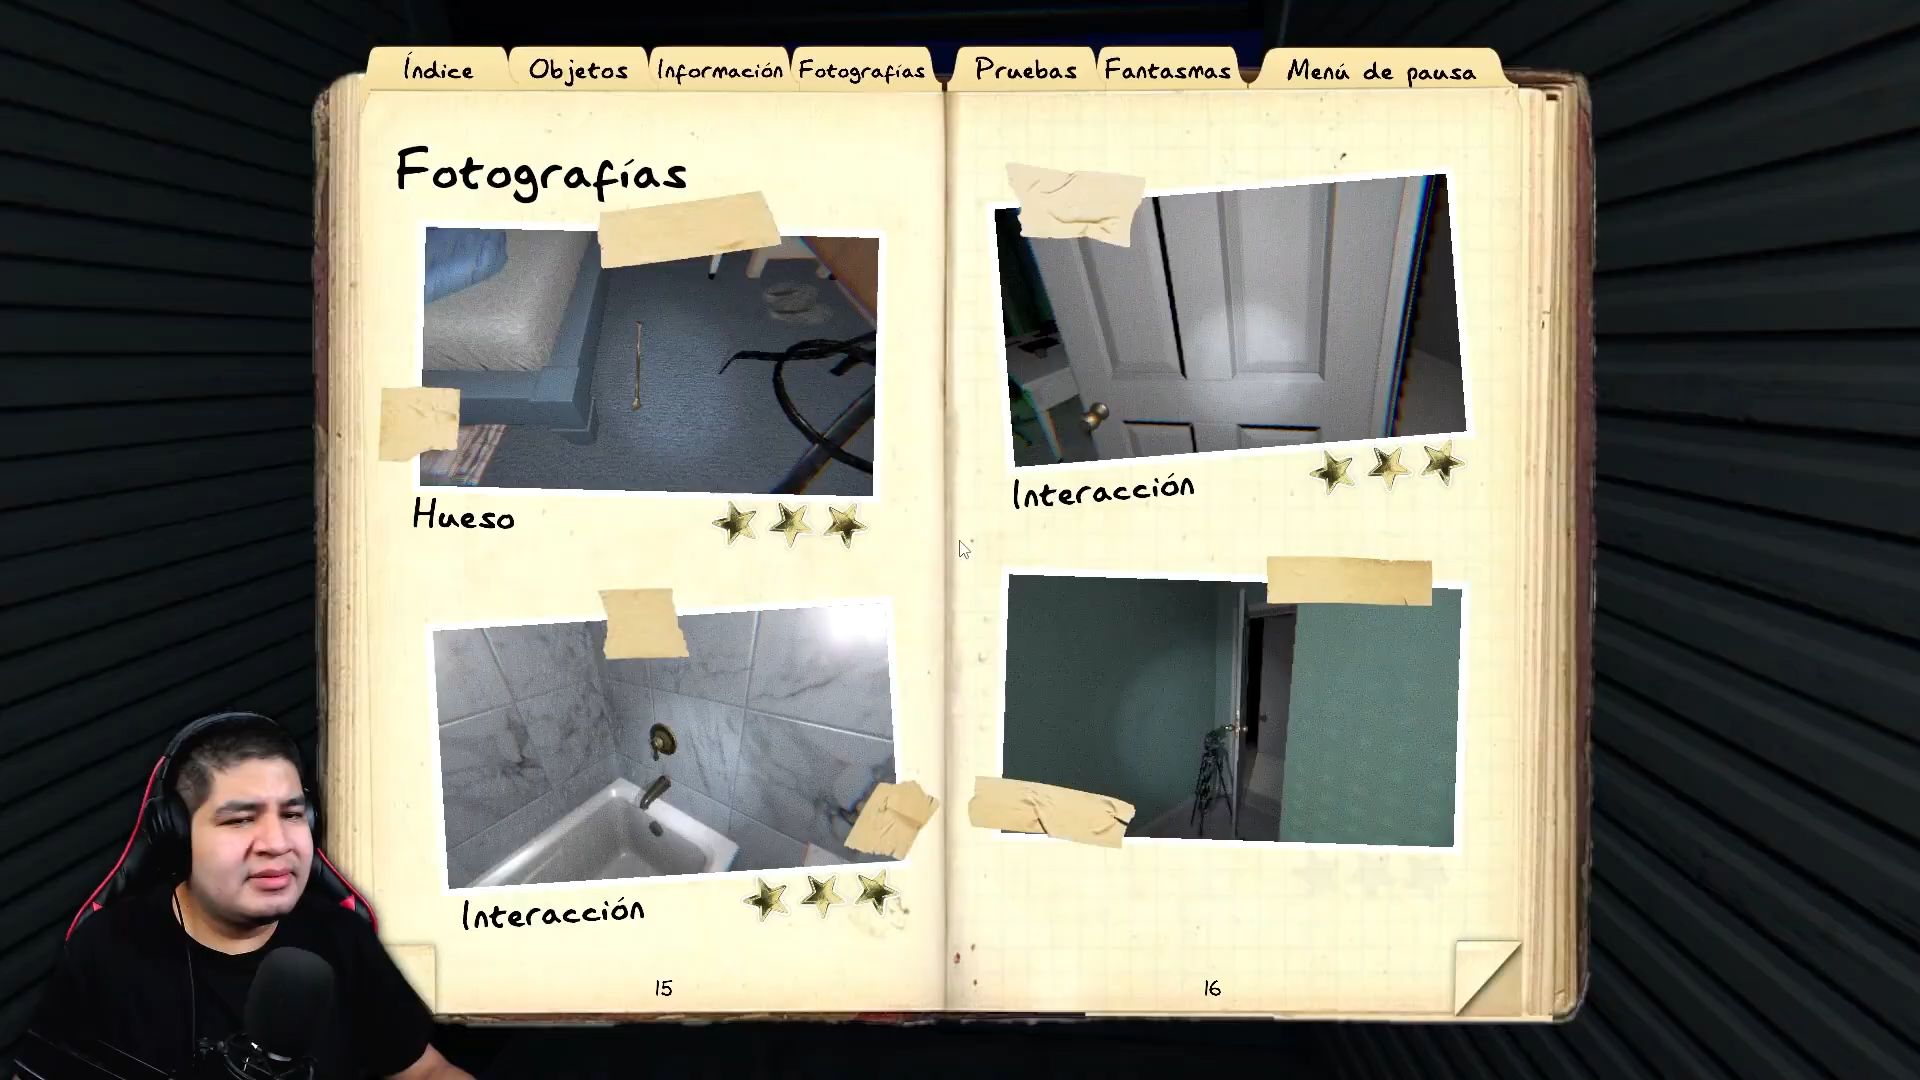 Índice
Objetos
Información
Fotografías
Pruebas
Fantasmas
Menú de pausa
Fotografías
Hueso
Interacción
15
Interacción
16